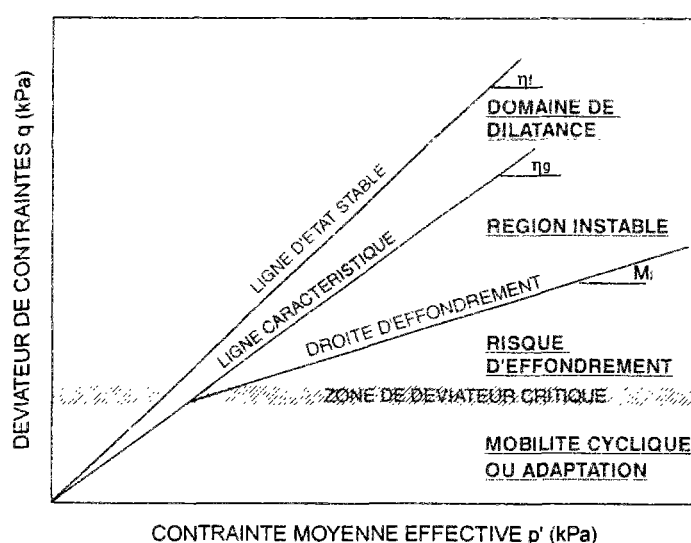 DEVIATEUR DE CONTRAINTES q (kPa)
ηf
DOMAINE DE
DILATANCE
ηg
LIGNE D'ETAT STABLE
LIGNE CARACTERISTIQUE
REGION INSTABLE
DROITE D'EFFONDREMENT
RISQUE
D'EFFONDREMENT
ZONE DE DEVIATEUR CRITIQUE
MOBILITE CYCLIQUE
OU ADAPTATION
CONTRAINTE MOYENNE EFFECTIVE p' (kPa)